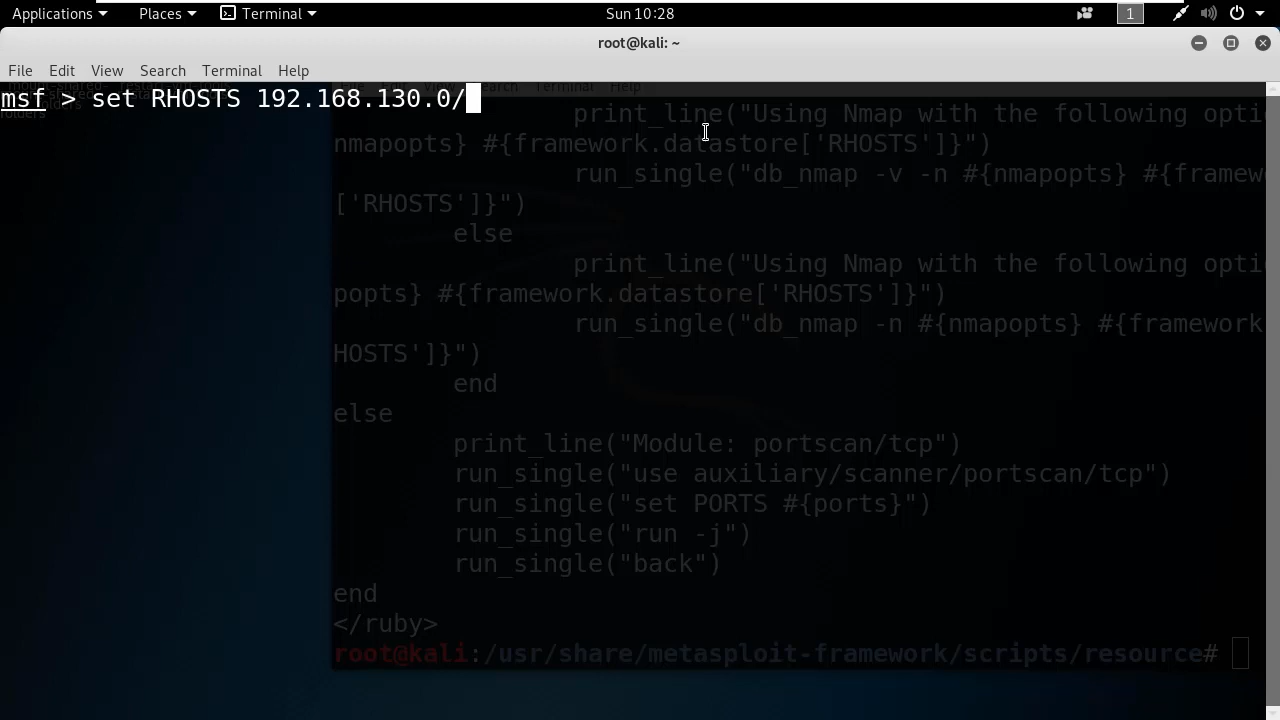 Applications Places Terminal Sun 10:28 1
root@kali: ~
File Edit View Search Terminal Help
msf > set RHOSTS 192.168.130.0/
print_line("Using Nmap with the following opti
nmapopts} #{framework.datastore['RHOSTS']}")
run_single("db_nmap -v -n #{nmapopts} #{framew
['RHOSTS']}")
else
print_line("Using Nmap with the following opti
popts} #{framework.datastore['RHOSTS']}")
run_single("db_nmap -n #{nmapopts} #{framework
HOSTS']}")
end
else
print_line("Module: portscan/tcp")
run_single("use auxiliary/scanner/portscan/tcp")
run_single("set PORTS #{ports}")
run_single("run -j")
run_single("back")
end
</ruby>
root@kali:/usr/share/metasploit-framework/scripts/resource#